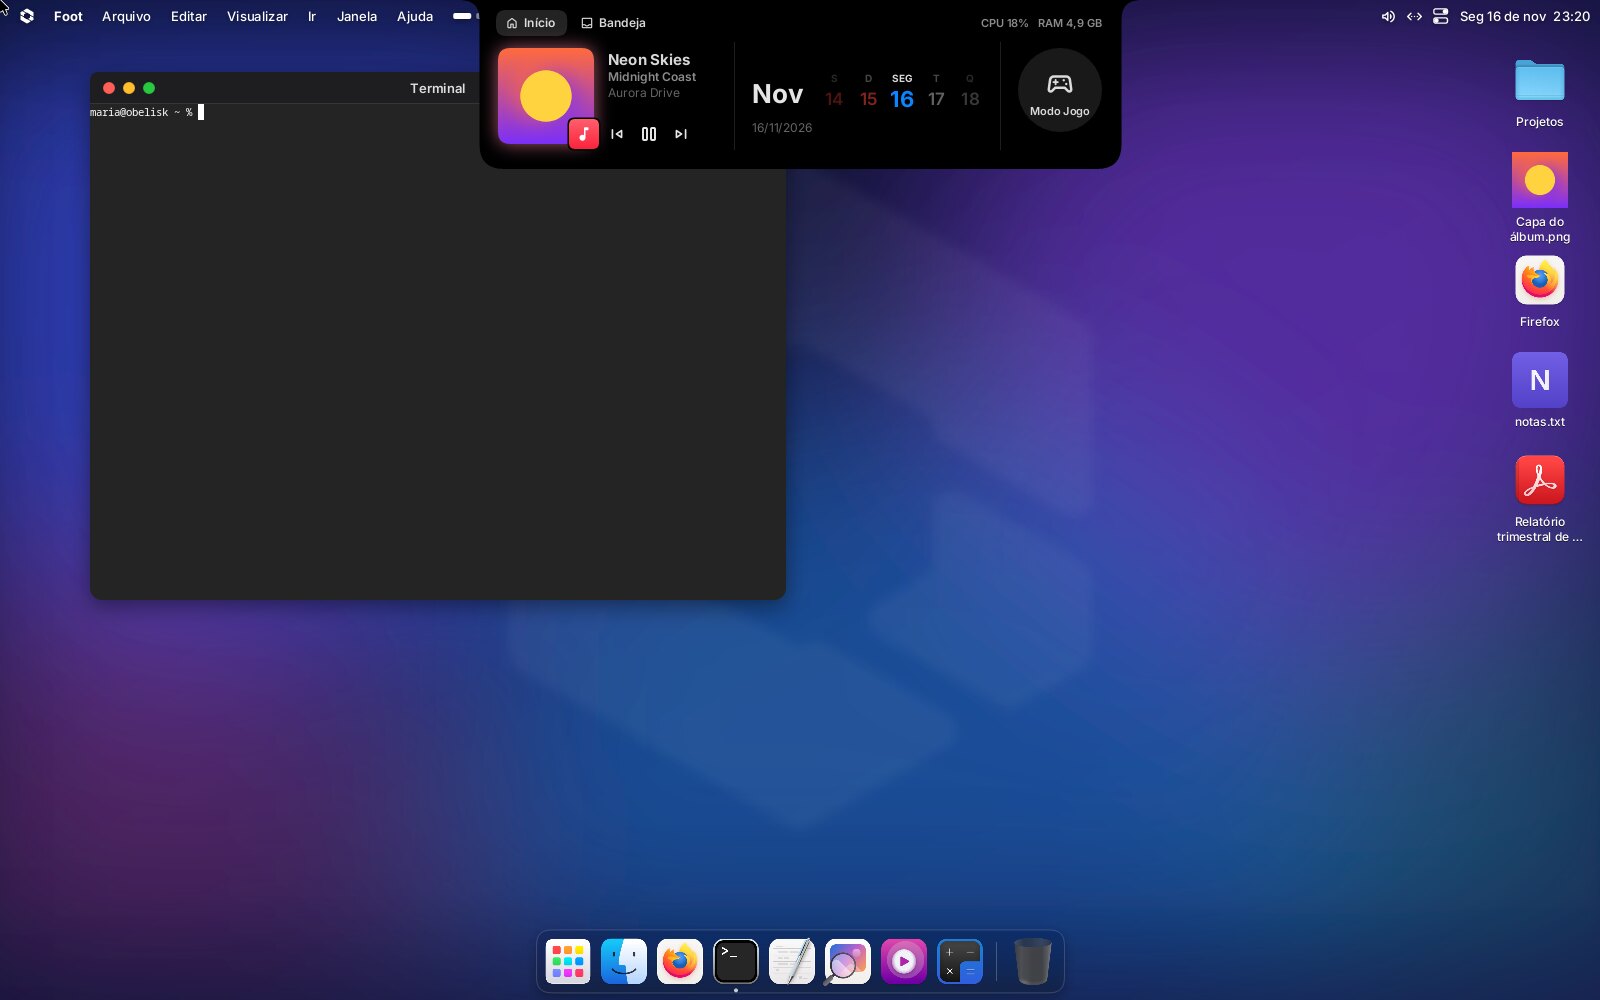 Foot Arquivo Editar Visualizar Ir Janela Ajuda
Início Bandeja CPU 18% RAM 4,9 GB
Seg 16 de nov 23:20
Neon Skies
Midnight Coast
Aurora Drive
Nov
S D SEG T Q
14 15 16 17 18
16/11/2026
Modo Jogo
Terminal
maria@obelisk ~ %
Projetos
Capa do
álbum.png
Firefox
N
notas.txt
Relatório
trimestral de ...
>_